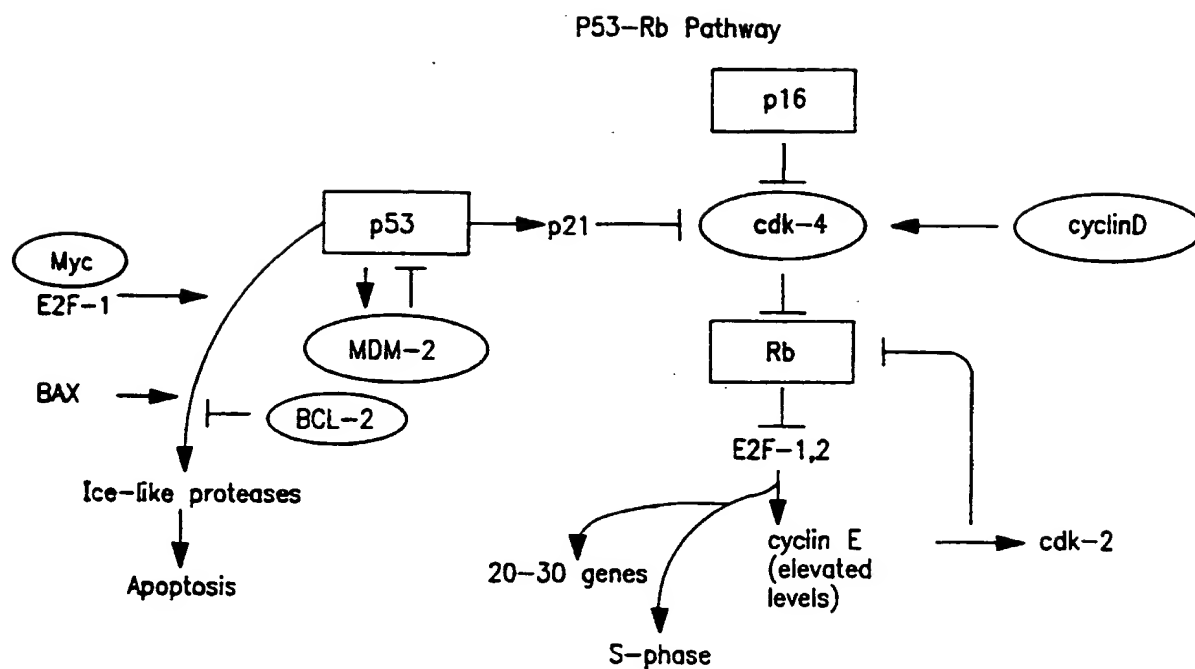 P53-Rb Pathway
p16
p53
p21
cdk-4
cyclinD
Myc
E2F-1
MDM-2
Rb
BAX
BCL-2
E2F-1,2
Ice-like proteases
cyclin E
(elevated
levels)
cdk-2
20-30 genes
Apoptosis
S-phase